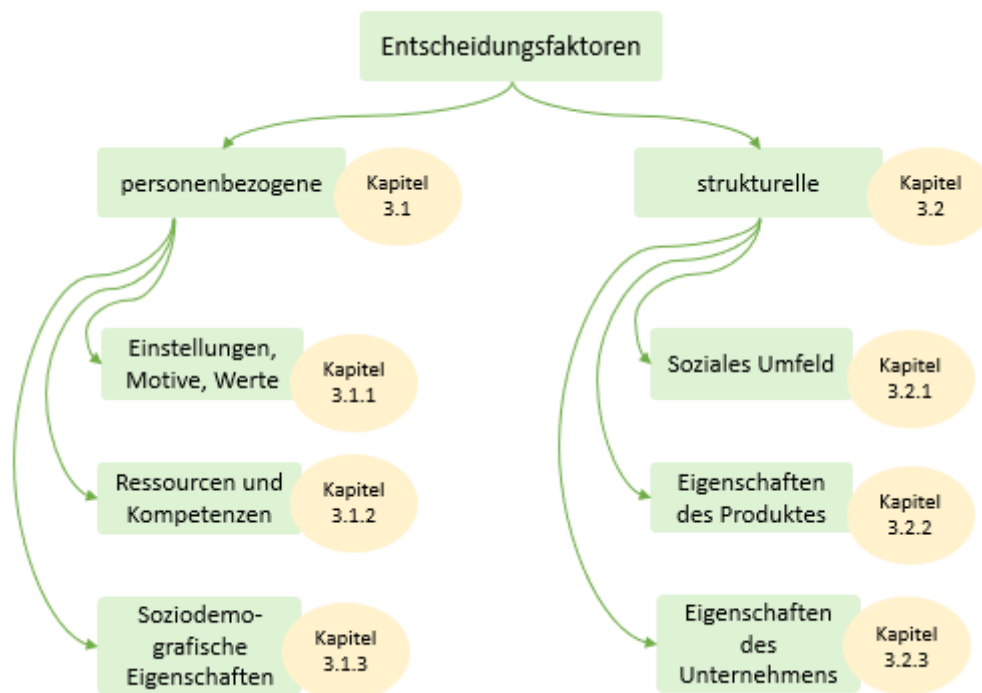 Entscheidungsfaktoren
personenbezogene
Kapitel
3.1
strukturelle
Kapitel
3.2
Einstellungen,
Motive, Werte
Kapitel
3.1.1
Soziales Umfeld
Kapitel
3.2.1
Ressourcen und
Kompetenzen
Kapitel
3.1.2
Eigenschaften
des Produktes
Kapitel
3.2.2
Soziodemo-
grafische
Eigenschaften
Kapitel
3.1.3
Eigenschaften
des
Unternehmens
Kapitel
3.2.3